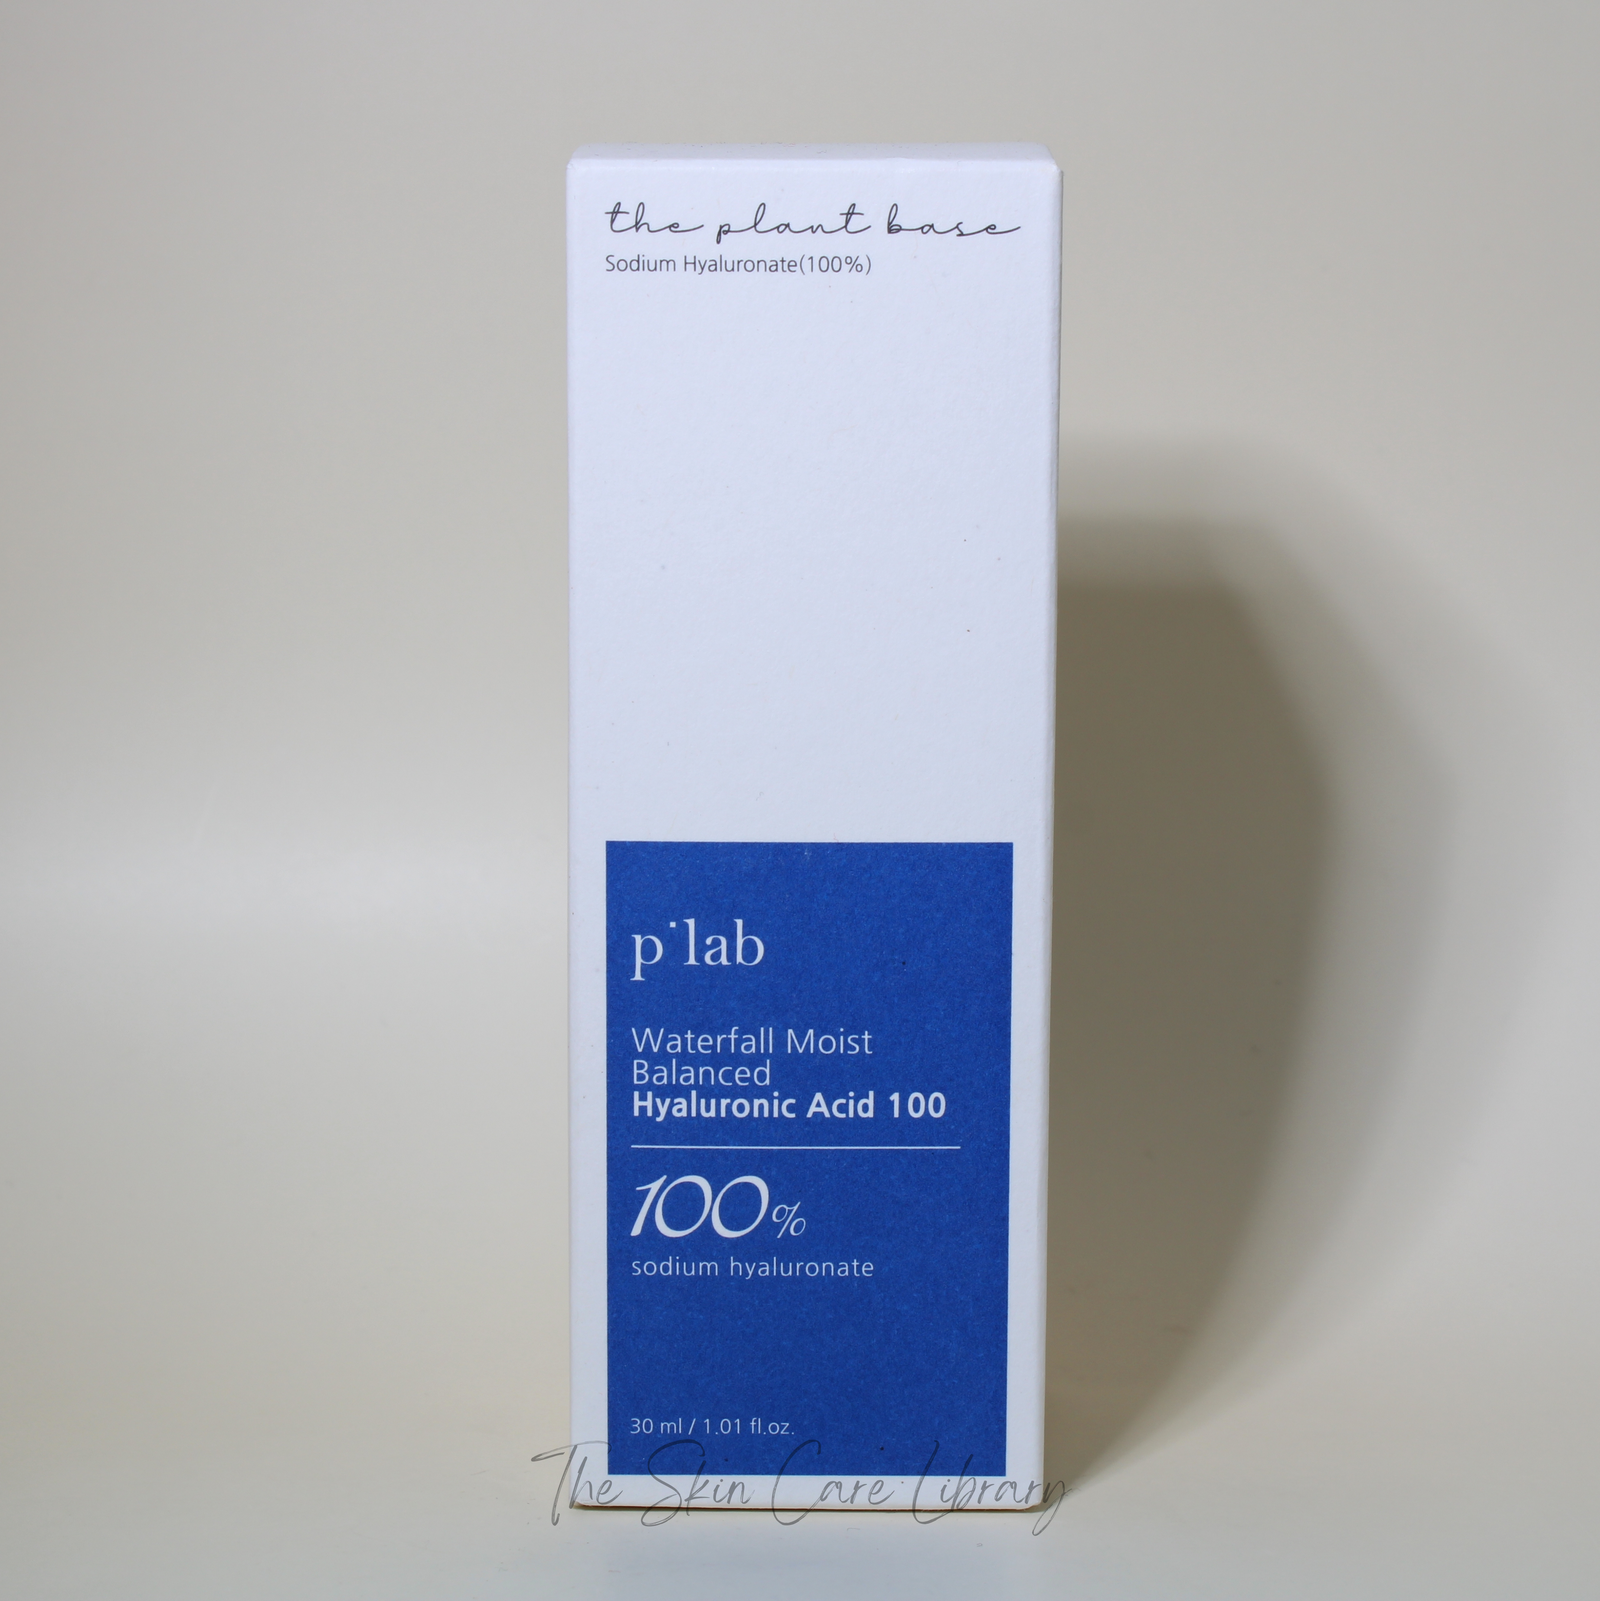 the plant base
Sodium Hyaluronate(100%)
p·lab
Waterfall Moist
Balanced
Hyaluronic Acid 100
100%
sodium hyaluronate
30 ml / 1.01 fl.oz.
The Skin Care Library